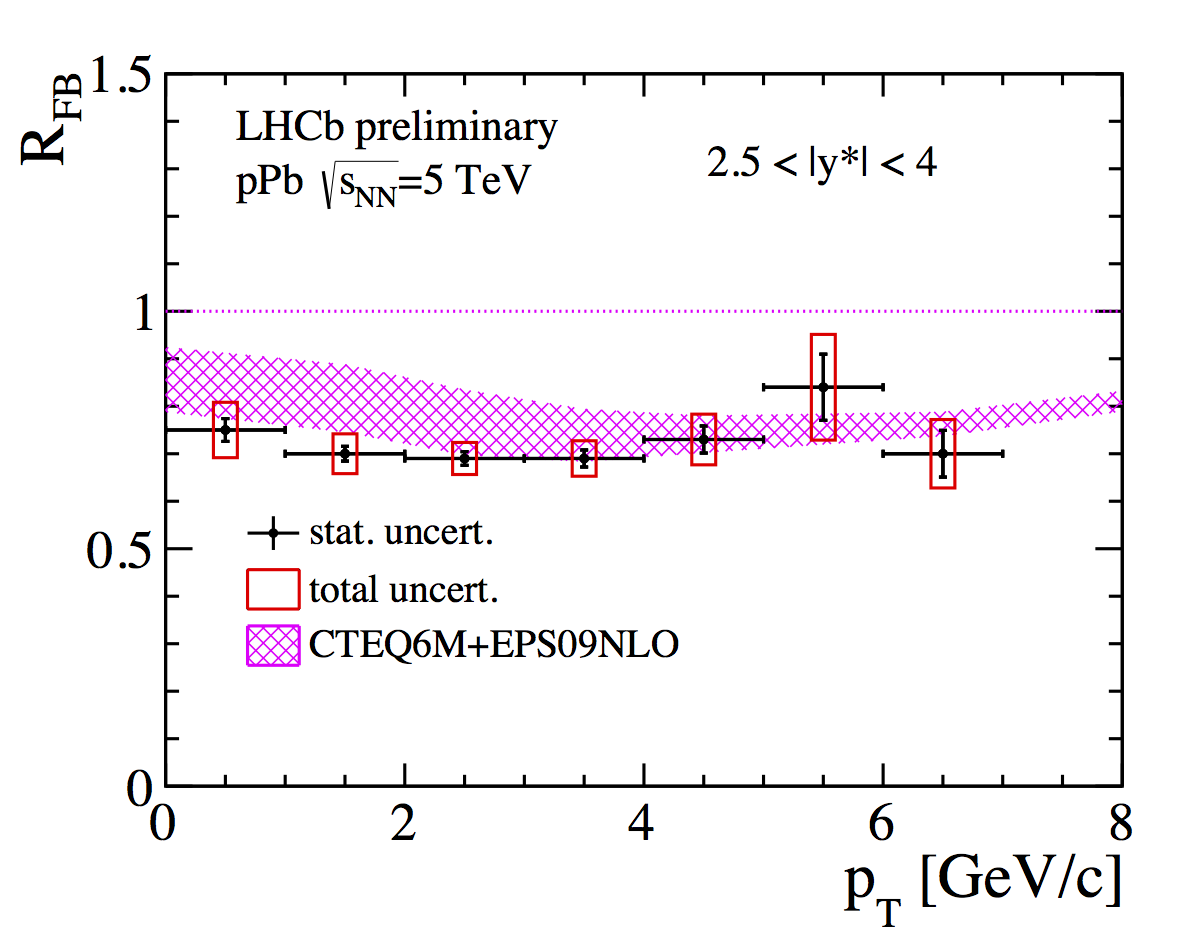 R_FB
1.5
LHCb preliminary
pPb √s_NN=5 TeV
2.5 < |y*| < 4
1
0.5
stat. uncert.
total uncert.
CTEQ6M+EPS09NLO
0
0 2 4 6 8
p_T [GeV/c]